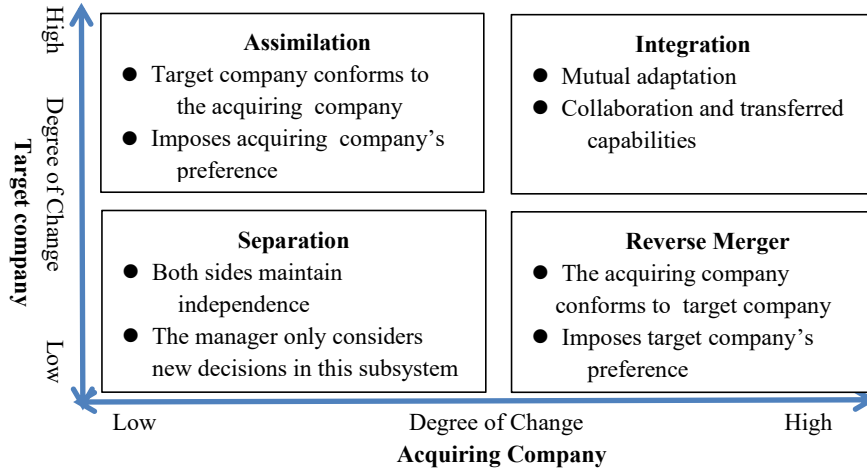 High
Degree of Change
Low
Target company
Assimilation
● Target company conforms to
the acquiring company
● Imposes acquiring company's
preference
Integration
● Mutual adaptation
● Collaboration and transferred
capabilities
Separation
● Both sides maintain
independence
● The manager only considers
new decisions in this subsystem
Reverse Merger
● The acquiring company
conforms to target company
● Imposes target company's
preference
Low
Degree of Change
High
Acquiring Company